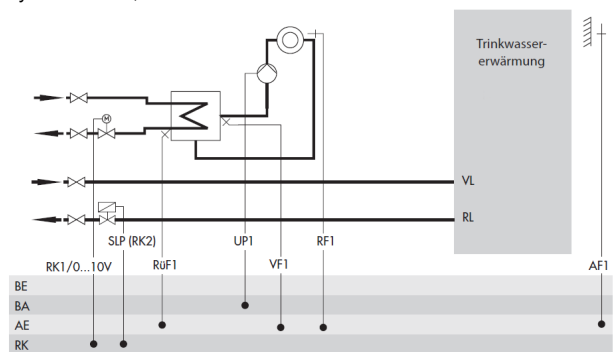 Trinkwasser-
erwärmung
M
VL
RL
SLP (RK2)
UP1
RF1
RK1/0...10V
RüF1
VF1
AF1
BE
BA
AE
RK